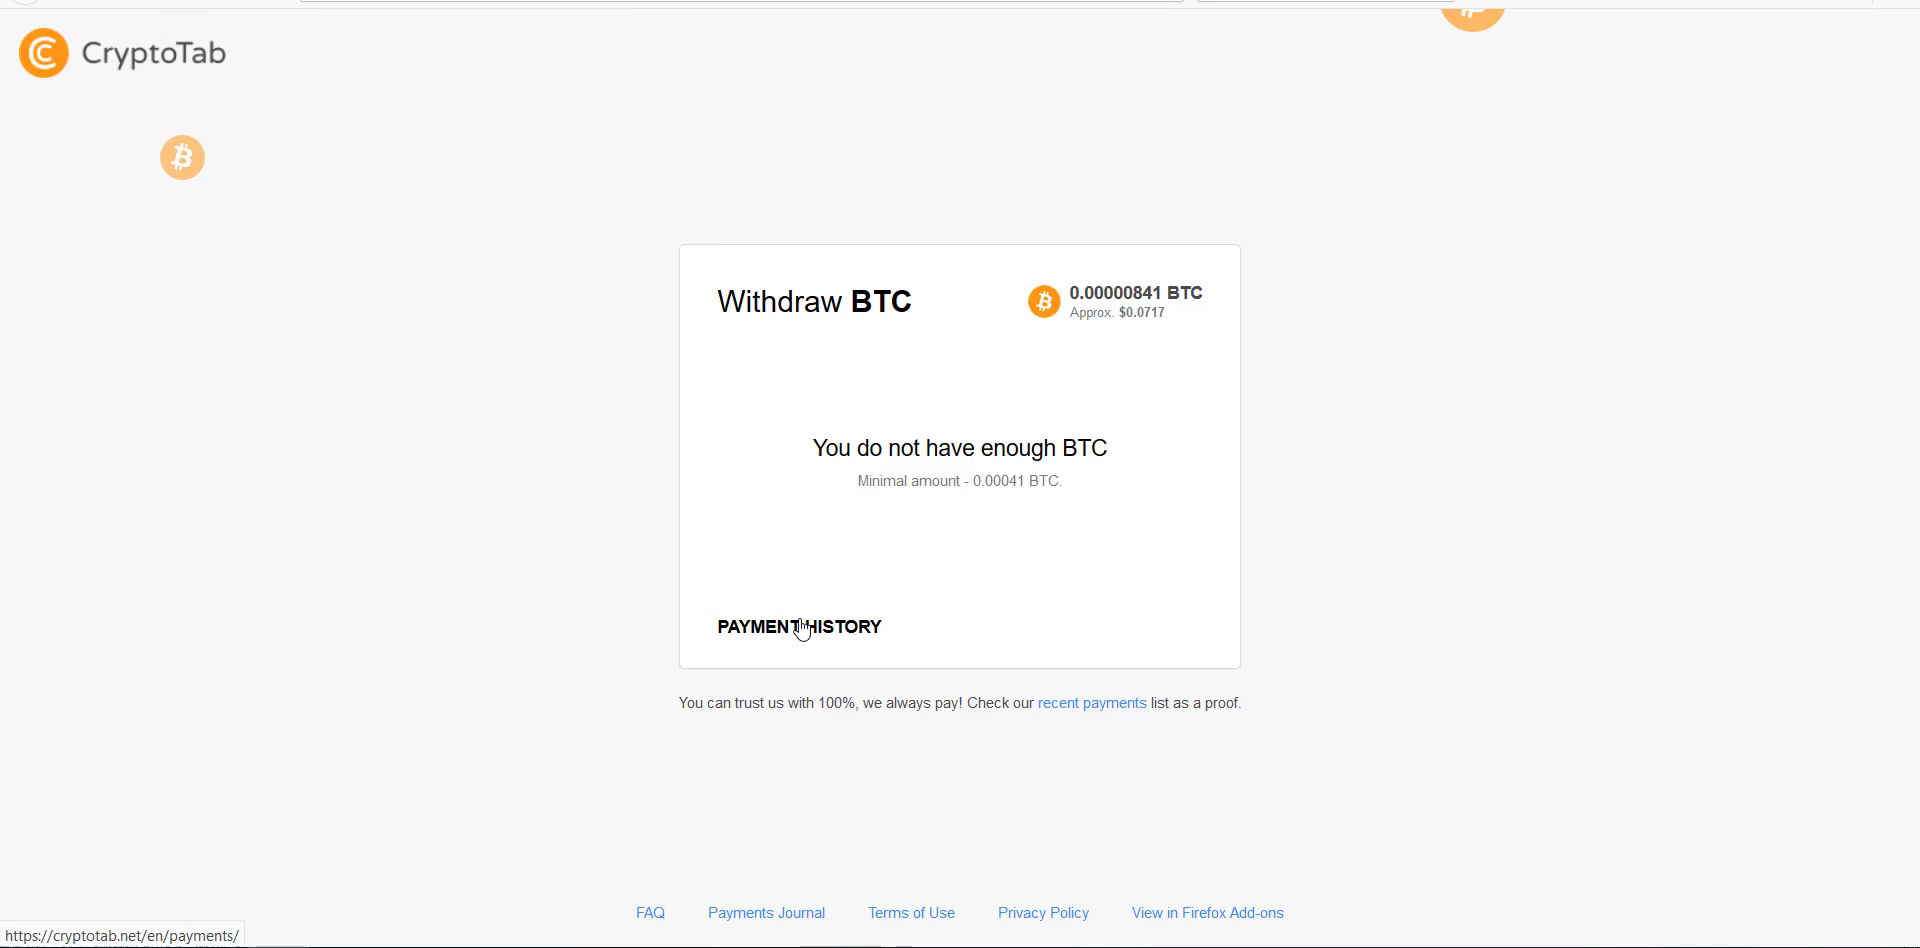 CryptoTab
Withdraw BTC
0.00000841 BTC
Approx. $0.0717
You do not have enough BTC
Minimal amount - 0.00041 BTC.
PAYMENT HISTORY
You can trust us with 100%, we always pay! Check our recent payments list as a proof.
FAQ Payments Journal Terms of Use Privacy Policy View in Firefox Add-ons
https://cryptotab.net/en/payments/